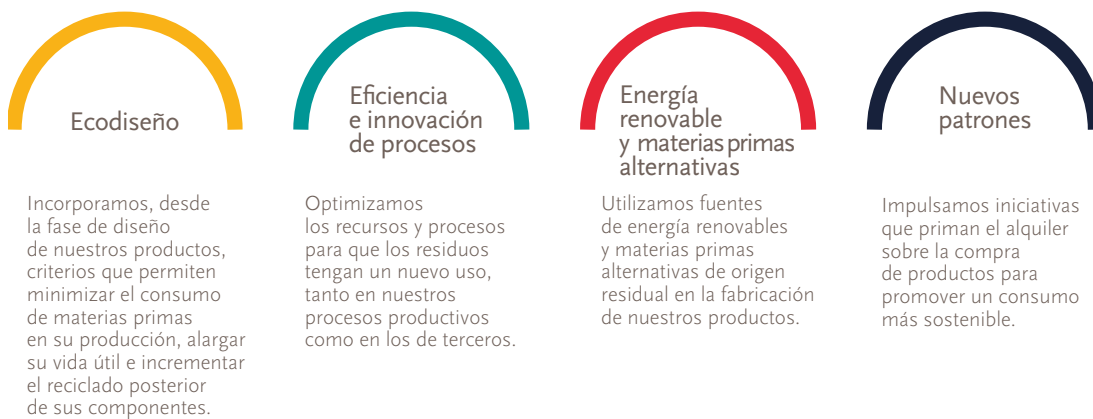 Ecodiseño
Incorporamos, desde
la fase de diseño
de nuestros productos,
criterios que permiten
minimizar el consumo
de materias primas
en su producción, alargar
su vida útil e incrementar
el reciclado posterior
de sus componentes.
Eficiencia
e innovación
de procesos
Optimizamos
los recursos y procesos
para que los residuos
tengan un nuevo uso,
tanto en nuestros
procesos productivos
como en los de terceros.
Energía
renovable
y materias primas
alternativas
Utilizamos fuentes
de energía renovables
y materias primas
alternativas de origen
residual en la fabricación
de nuestros productos.
Nuevos
patrones
Impulsamos iniciativas
que priman el alquiler
sobre la compra
de productos para
promover un consumo
más sostenible.